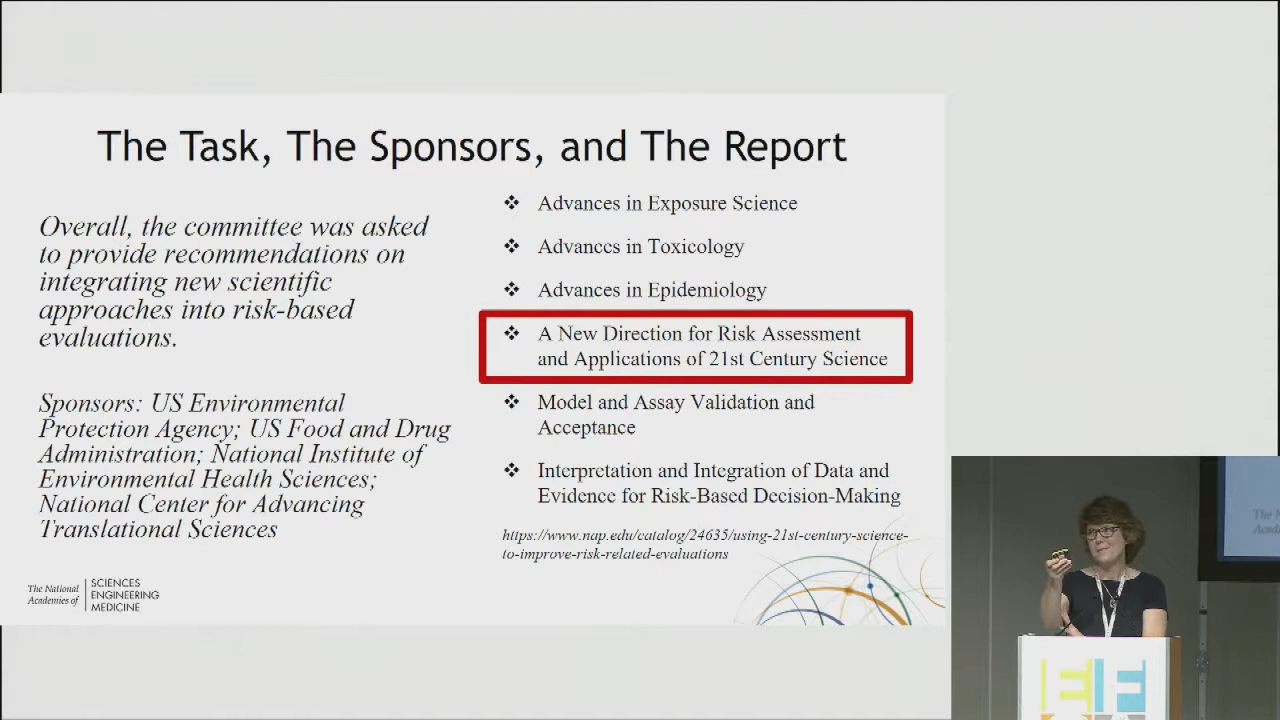 The Task, The Sponsors, and The Report
Overall, the committee was asked
to provide recommendations on
integrating new scientific
approaches into risk-based
evaluations.
Sponsors: US Environmental
Protection Agency; US Food and Drug
Administration; National Institute of
Environmental Health Sciences;
National Center for Advancing
Translational Sciences
❖ Advances in Exposure Science
❖ Advances in Toxicology
❖ Advances in Epidemiology
❖ A New Direction for Risk Assessment
and Applications of 21st Century Science
❖ Model and Assay Validation and
Acceptance
❖ Interpretation and Integration of Data and
Evidence for Risk-Based Decision-Making
https://www.nap.edu/catalog/24635/using-21st-century-science-
to-improve-risk-related-evaluations
The National
Academies of
SCIENCES
ENGINEERING
MEDICINE